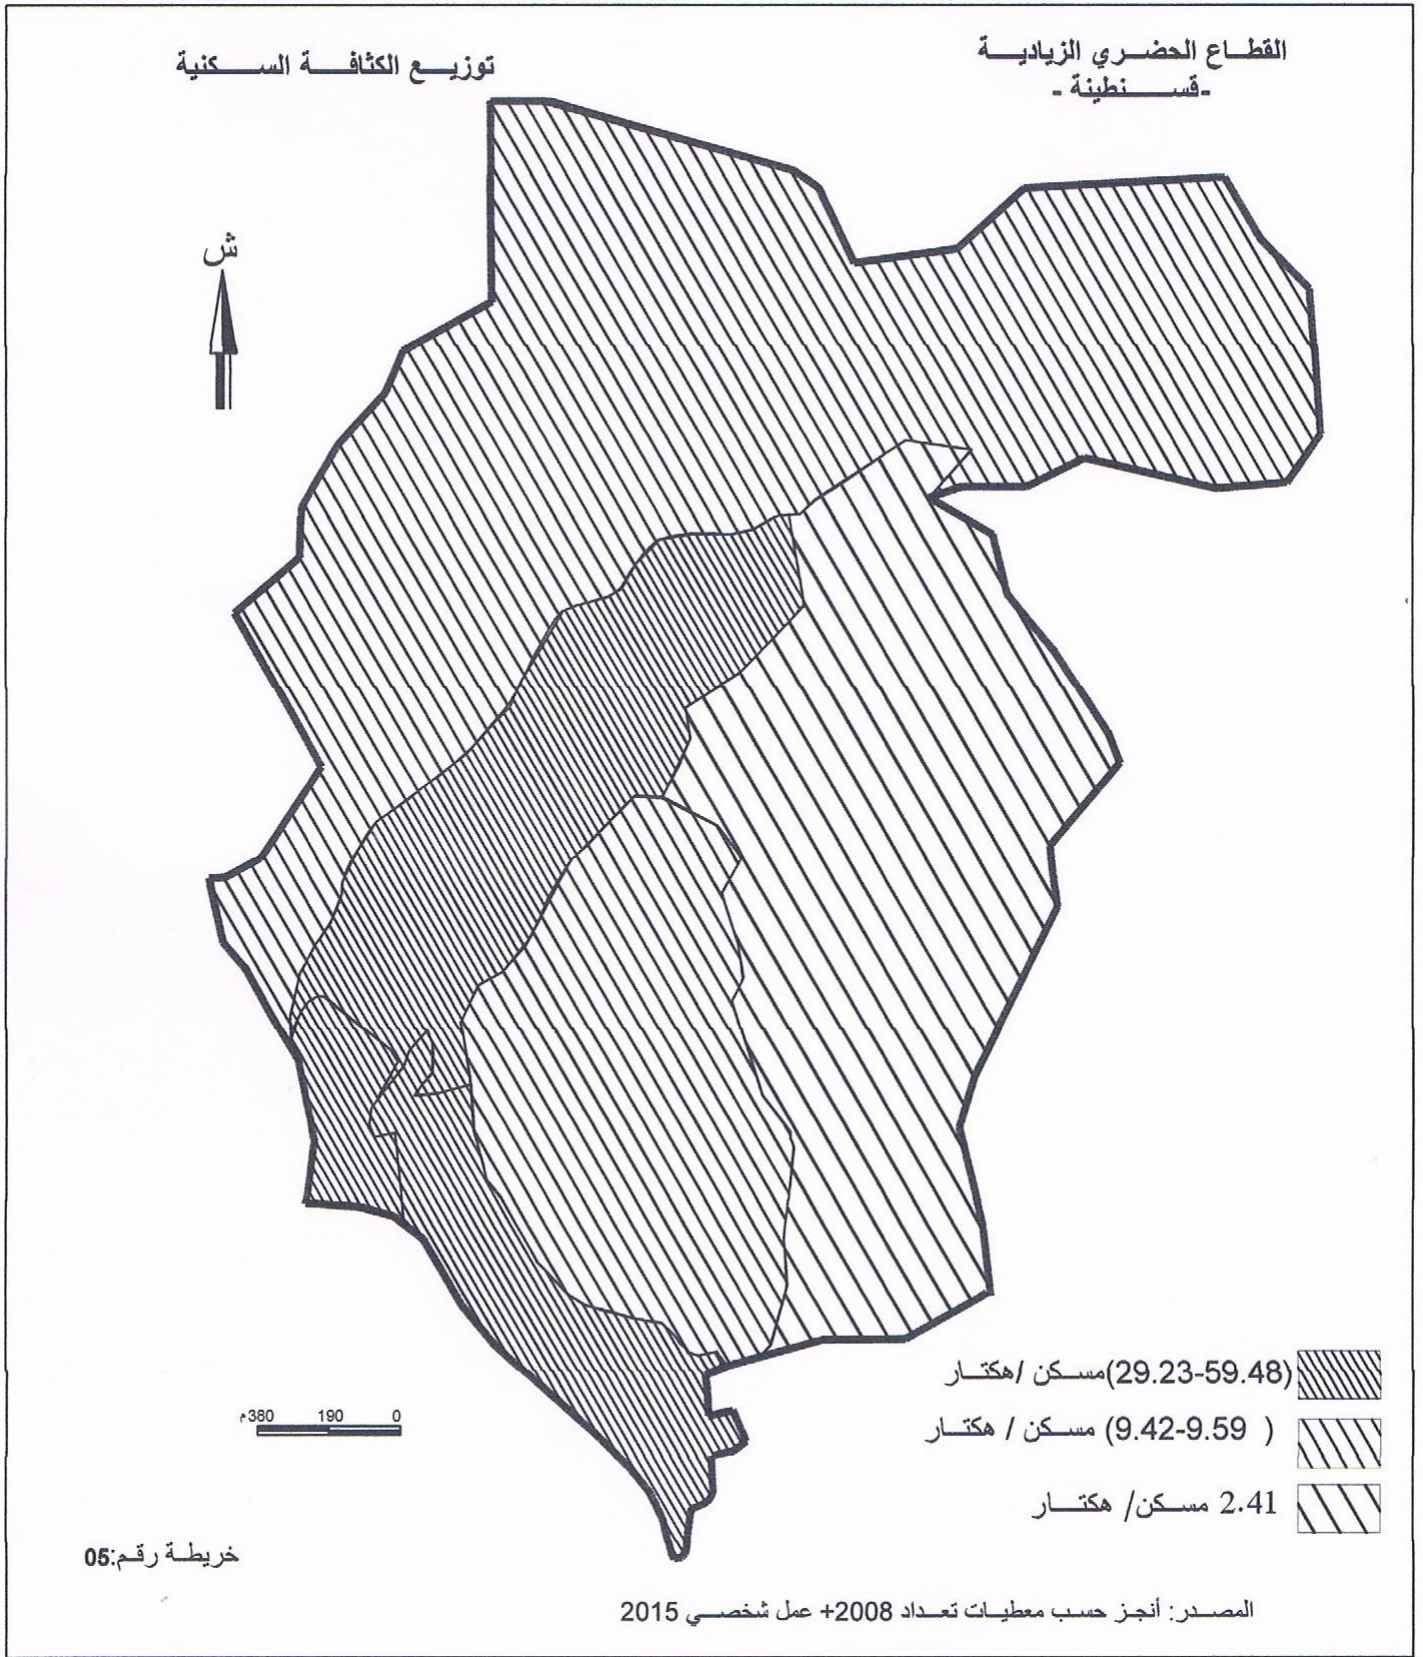 القطاع الحضري الزيادية
-قسنطينة -
توزيع الكثافة السكنية
ش
(29.23-59.48)مسكن /هكتار
(9.42-9.59 ) مسكن / هكتار
2.41 مسكن/ هكتار
0 190 380م
خريطة رقم:05
المصدر: أنجز حسب معطيات تعداد 2008+ عمل شخصي 2015